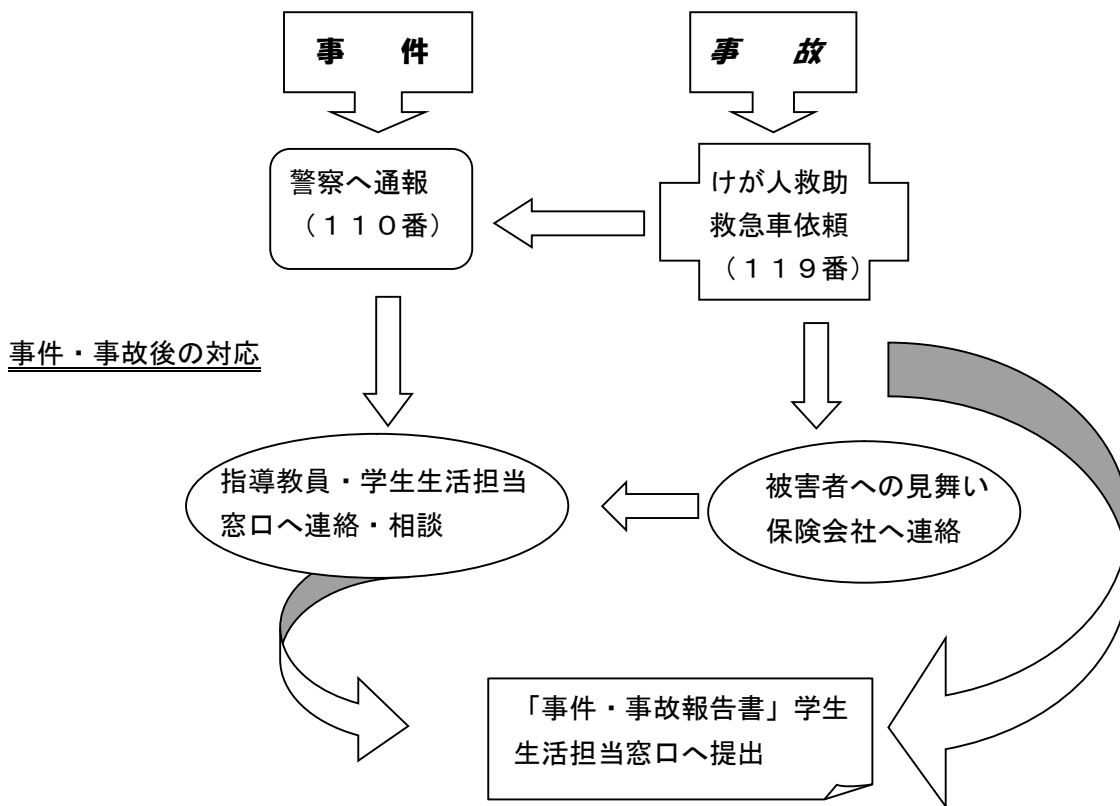 事　件
事　故
警察へ通報
（１１０番）
けが人救助
救急車依頼
（１１９番）
事件・事故後の対応
指導教員・学生生活担当
窓口へ連絡・相談
被害者への見舞い
保険会社へ連絡
「事件・事故報告書」学生
生活担当窓口へ提出